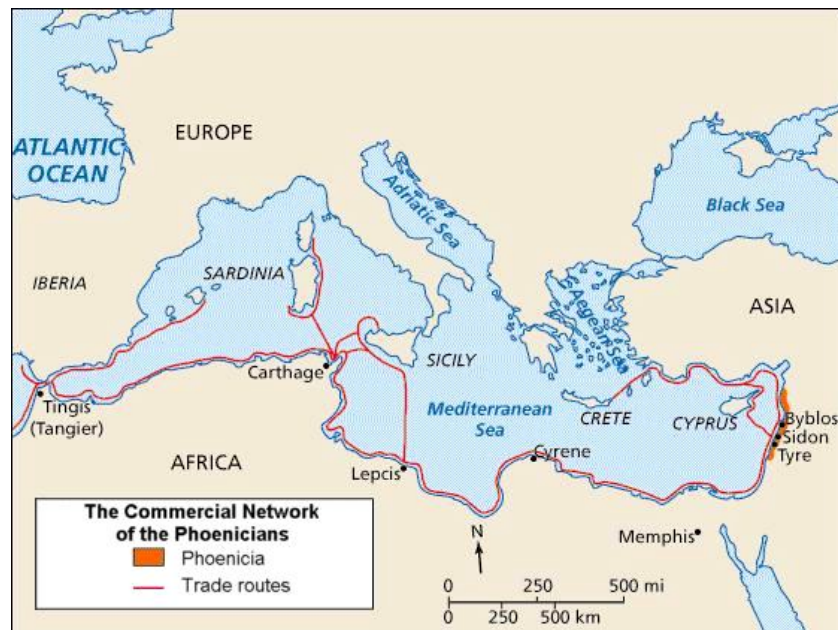 EUROPE
ATLANTIC
OCEAN
Adriatic Sea
Black Sea
IBERIA
SARDINIA
Aegean Sea
ASIA
SICILY
Carthage
Tingis
(Tangier)
Mediterranean
Sea
CRETE
CYPRUS
Byblos
Sidon
Tyre
AFRICA
Lepcis
Cyrene
Memphis
The Commercial Network
of the Phoenicians
Phoenicia
Trade routes
N
0 250 500 mi
0 250 500 km